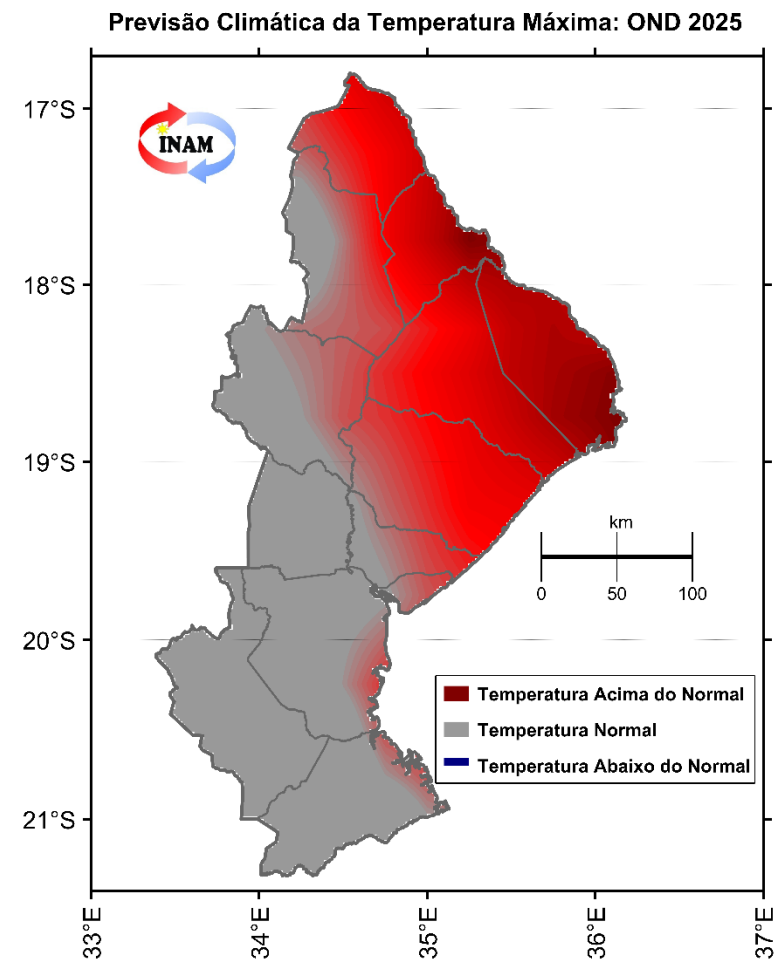 Previsão Climática da Temperatura Máxima: OND 2025
INAM
17°S
18°S
19°S
20°S
21°S
km
0 50 100
Temperatura Acima do Normal
Temperatura Normal
Temperatura Abaixo do Normal
33°E 34°E 35°E 36°E 37°E